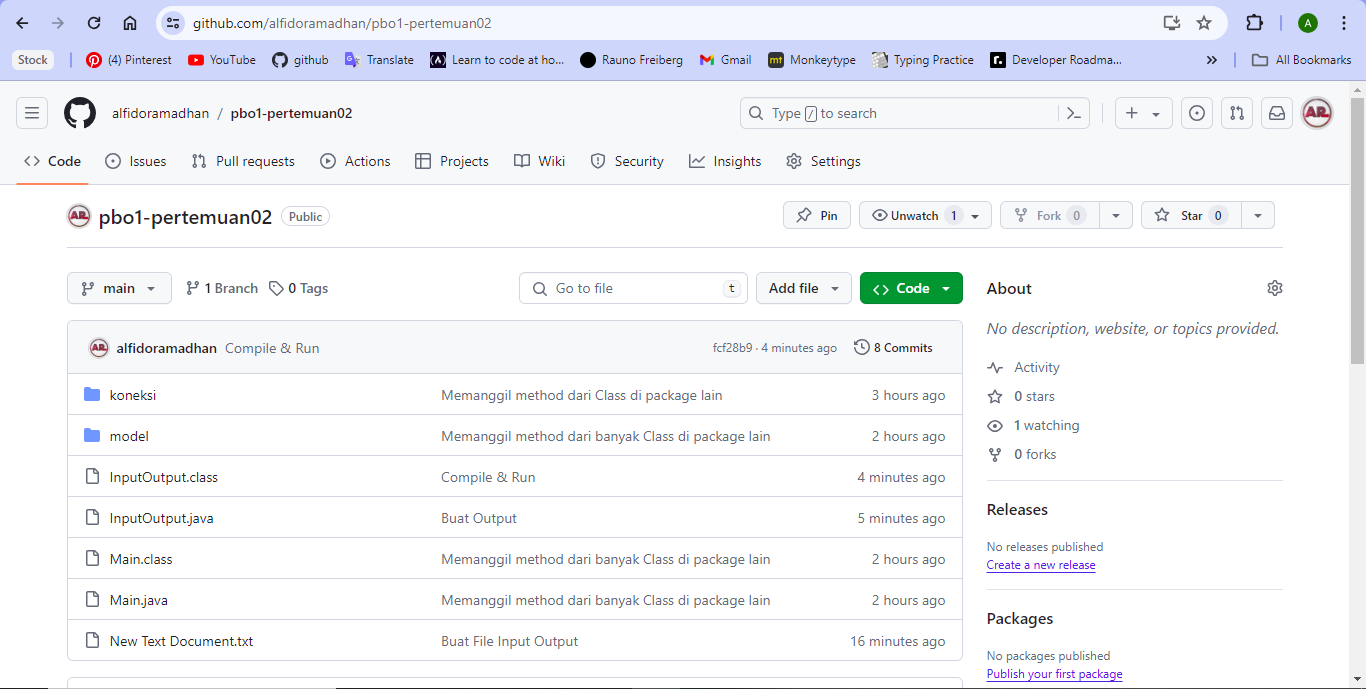 github.com/alfidoramadhan/pbo1-pertemuan02
A
Stock (4) Pinterest YouTube github Translate Learn to code at ho... Rauno Freiberg Gmail mt Monkeytype Typing Practice r. Developer Roadma... » All Bookmarks
alfidoramadhan / pbo1-pertemuan02 Type / to search AR
Code Issues Pull requests Actions Projects Wiki Security Insights Settings
AR pbo1-pertemuan02 Public Pin Unwatch 1 Fork 0 Star 0
main 1 Branch 0 Tags Go to file t Add file Code
AR alfidoramadhan Compile & Run fcf28b9 · 4 minutes ago 8 Commits
koneksi Memanggil method dari Class di package lain 3 hours ago
model Memanggil method dari banyak Class di package lain 2 hours ago
InputOutput.class Compile & Run 4 minutes ago
InputOutput.java Buat Output 5 minutes ago
Main.class Memanggil method dari banyak Class di package lain 2 hours ago
Main.java Memanggil method dari banyak Class di package lain 2 hours ago
New Text Document.txt Buat File Input Output 16 minutes ago
About
No description, website, or topics provided.
Activity
0 stars
1 watching
0 forks
Releases
No releases published
Create a new release
Packages
No packages published
Publish your first package